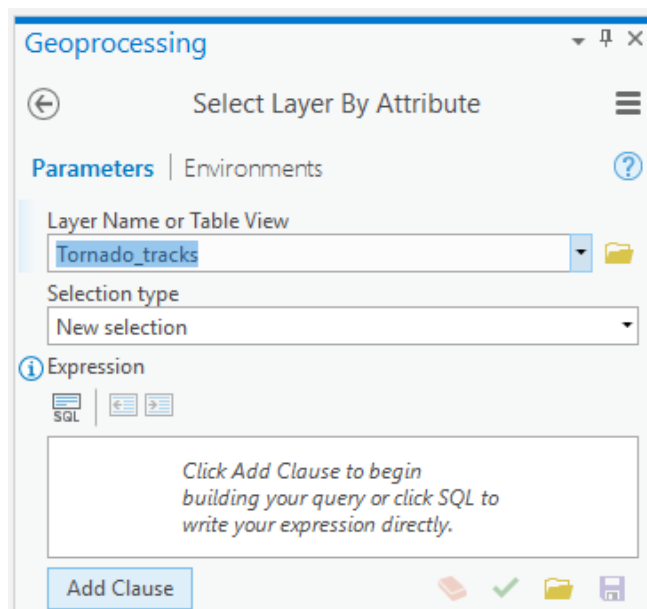 Geoprocessing
Select Layer By Attribute
Parameters | Environments
?
Layer Name or Table View
Tornado_tracks
Selection type
New selection
i Expression
SQL
Click Add Clause to begin
building your query or click SQL to
write your expression directly.
Add Clause